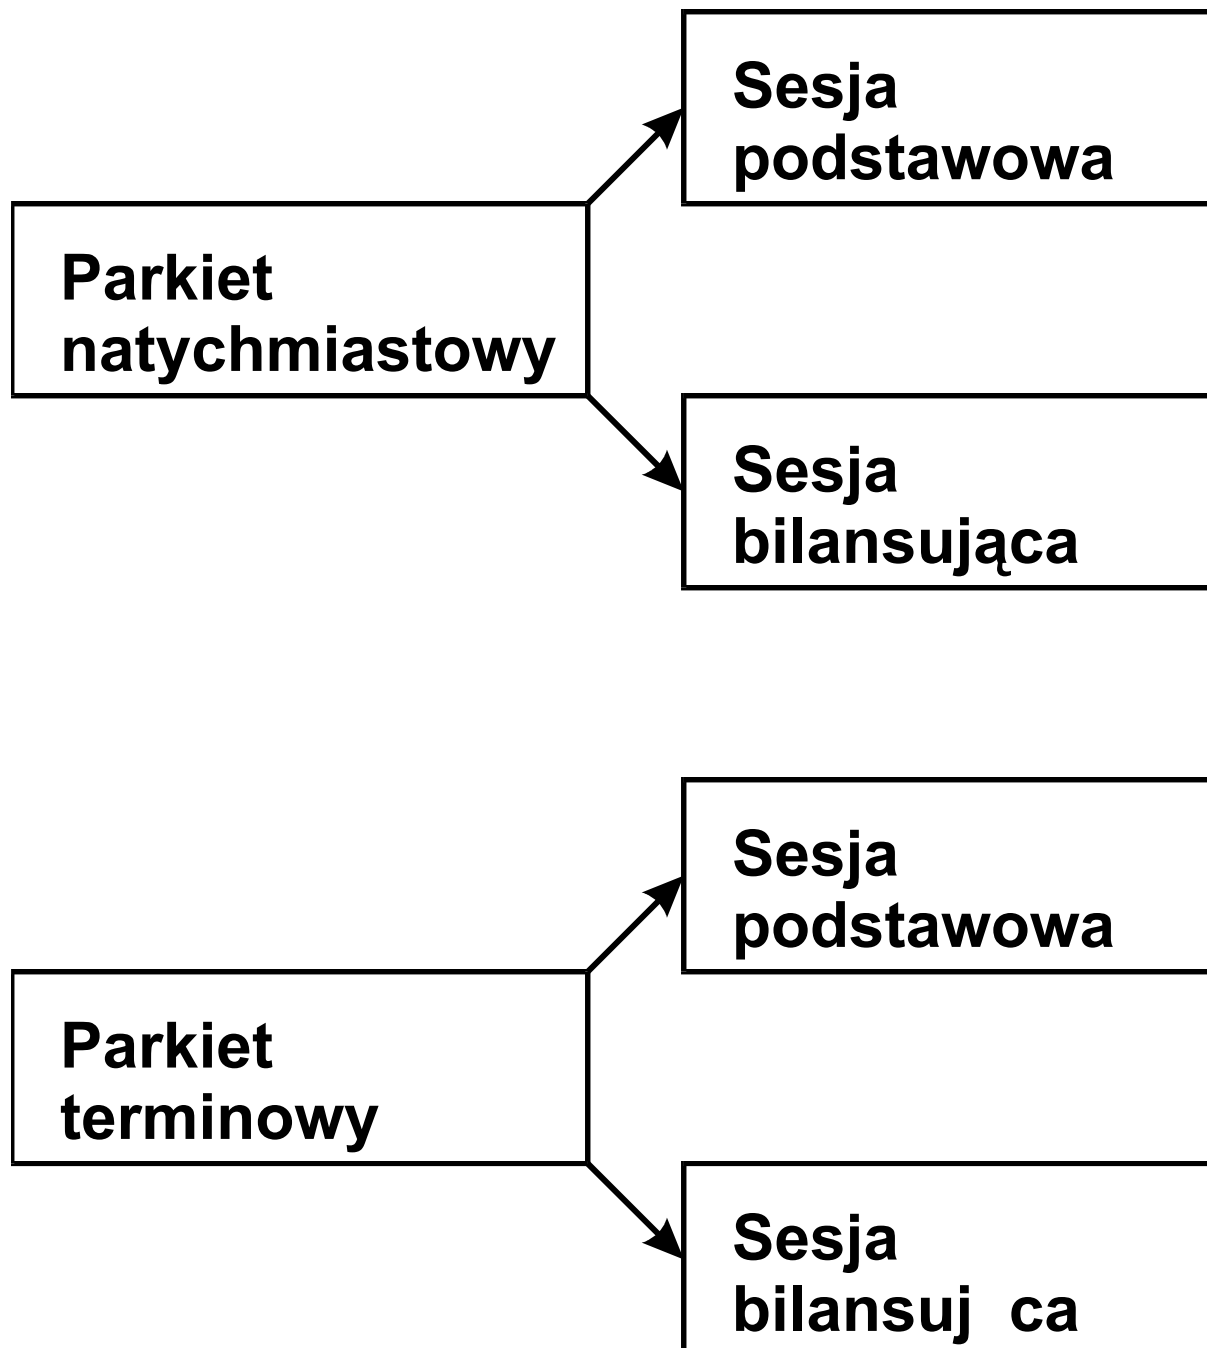 Sesja
podstawowa
Parkiet
natychmiastowy
Sesja
bilansująca
Sesja
podstawowa
Parkiet
terminowy
Sesja
bilansuj ca